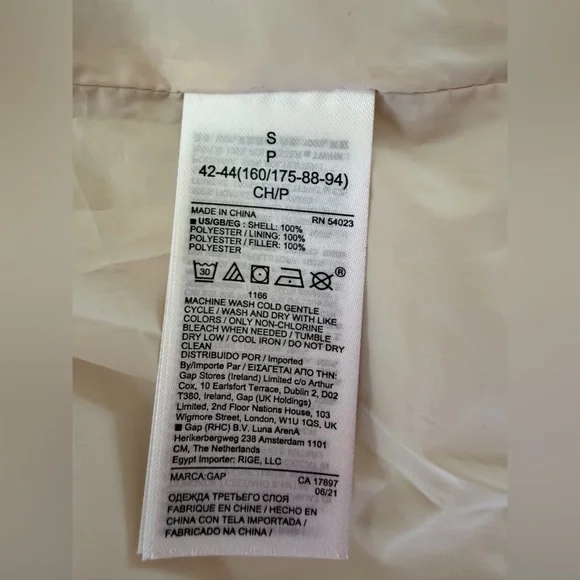 S
P
42-44(160/175-88-94)
CH/P
MADE IN CHINA RN 54023
■ US/GB/EG : SHELL: 100%
POLYESTER / LINING: 100%
POLYESTER / FILLER: 100%
POLYESTER
30 ®
1166
MACHINE WASH COLD GENTLE
CYCLE / WASH AND DRY WITH LIKE
COLORS / ONLY NON-CHLORINE
BLEACH WHEN NEEDED / TUMBLE
DRY LOW / COOL IRON / DO NOT DRY
CLEAN
DISTRIBUIDO POR / Imported
By/Importe Par / ΕΙΣΑΓΕΤΑΙ ΑΠΟ ΤΗΝ:
Gap Stores (Ireland) Limited c/o Arthur
Cox, 10 Earlsfort Terrace, Dublin 2, D02
T380, Ireland, Gap (UK Holdings)
Limited, 2nd Floor Nations House, 103
Wigmore Street, London, W1U 1QS, UK
■ Gap (RHC) B.V. Luna ArenA
Herikerbergweg 238 Amsterdam 1101
CM, The Netherlands
Egypt Importer: RIGE, LLC
MARCA:GAP CA 17897
08/21
ОДЕЖДА ТРЕТЬЕГО СЛОЯ
FABRIQUE EN CHINE / HECHO EN
CHINA CON TELA IMPORTADA /
FABRICADO NA CHINA /